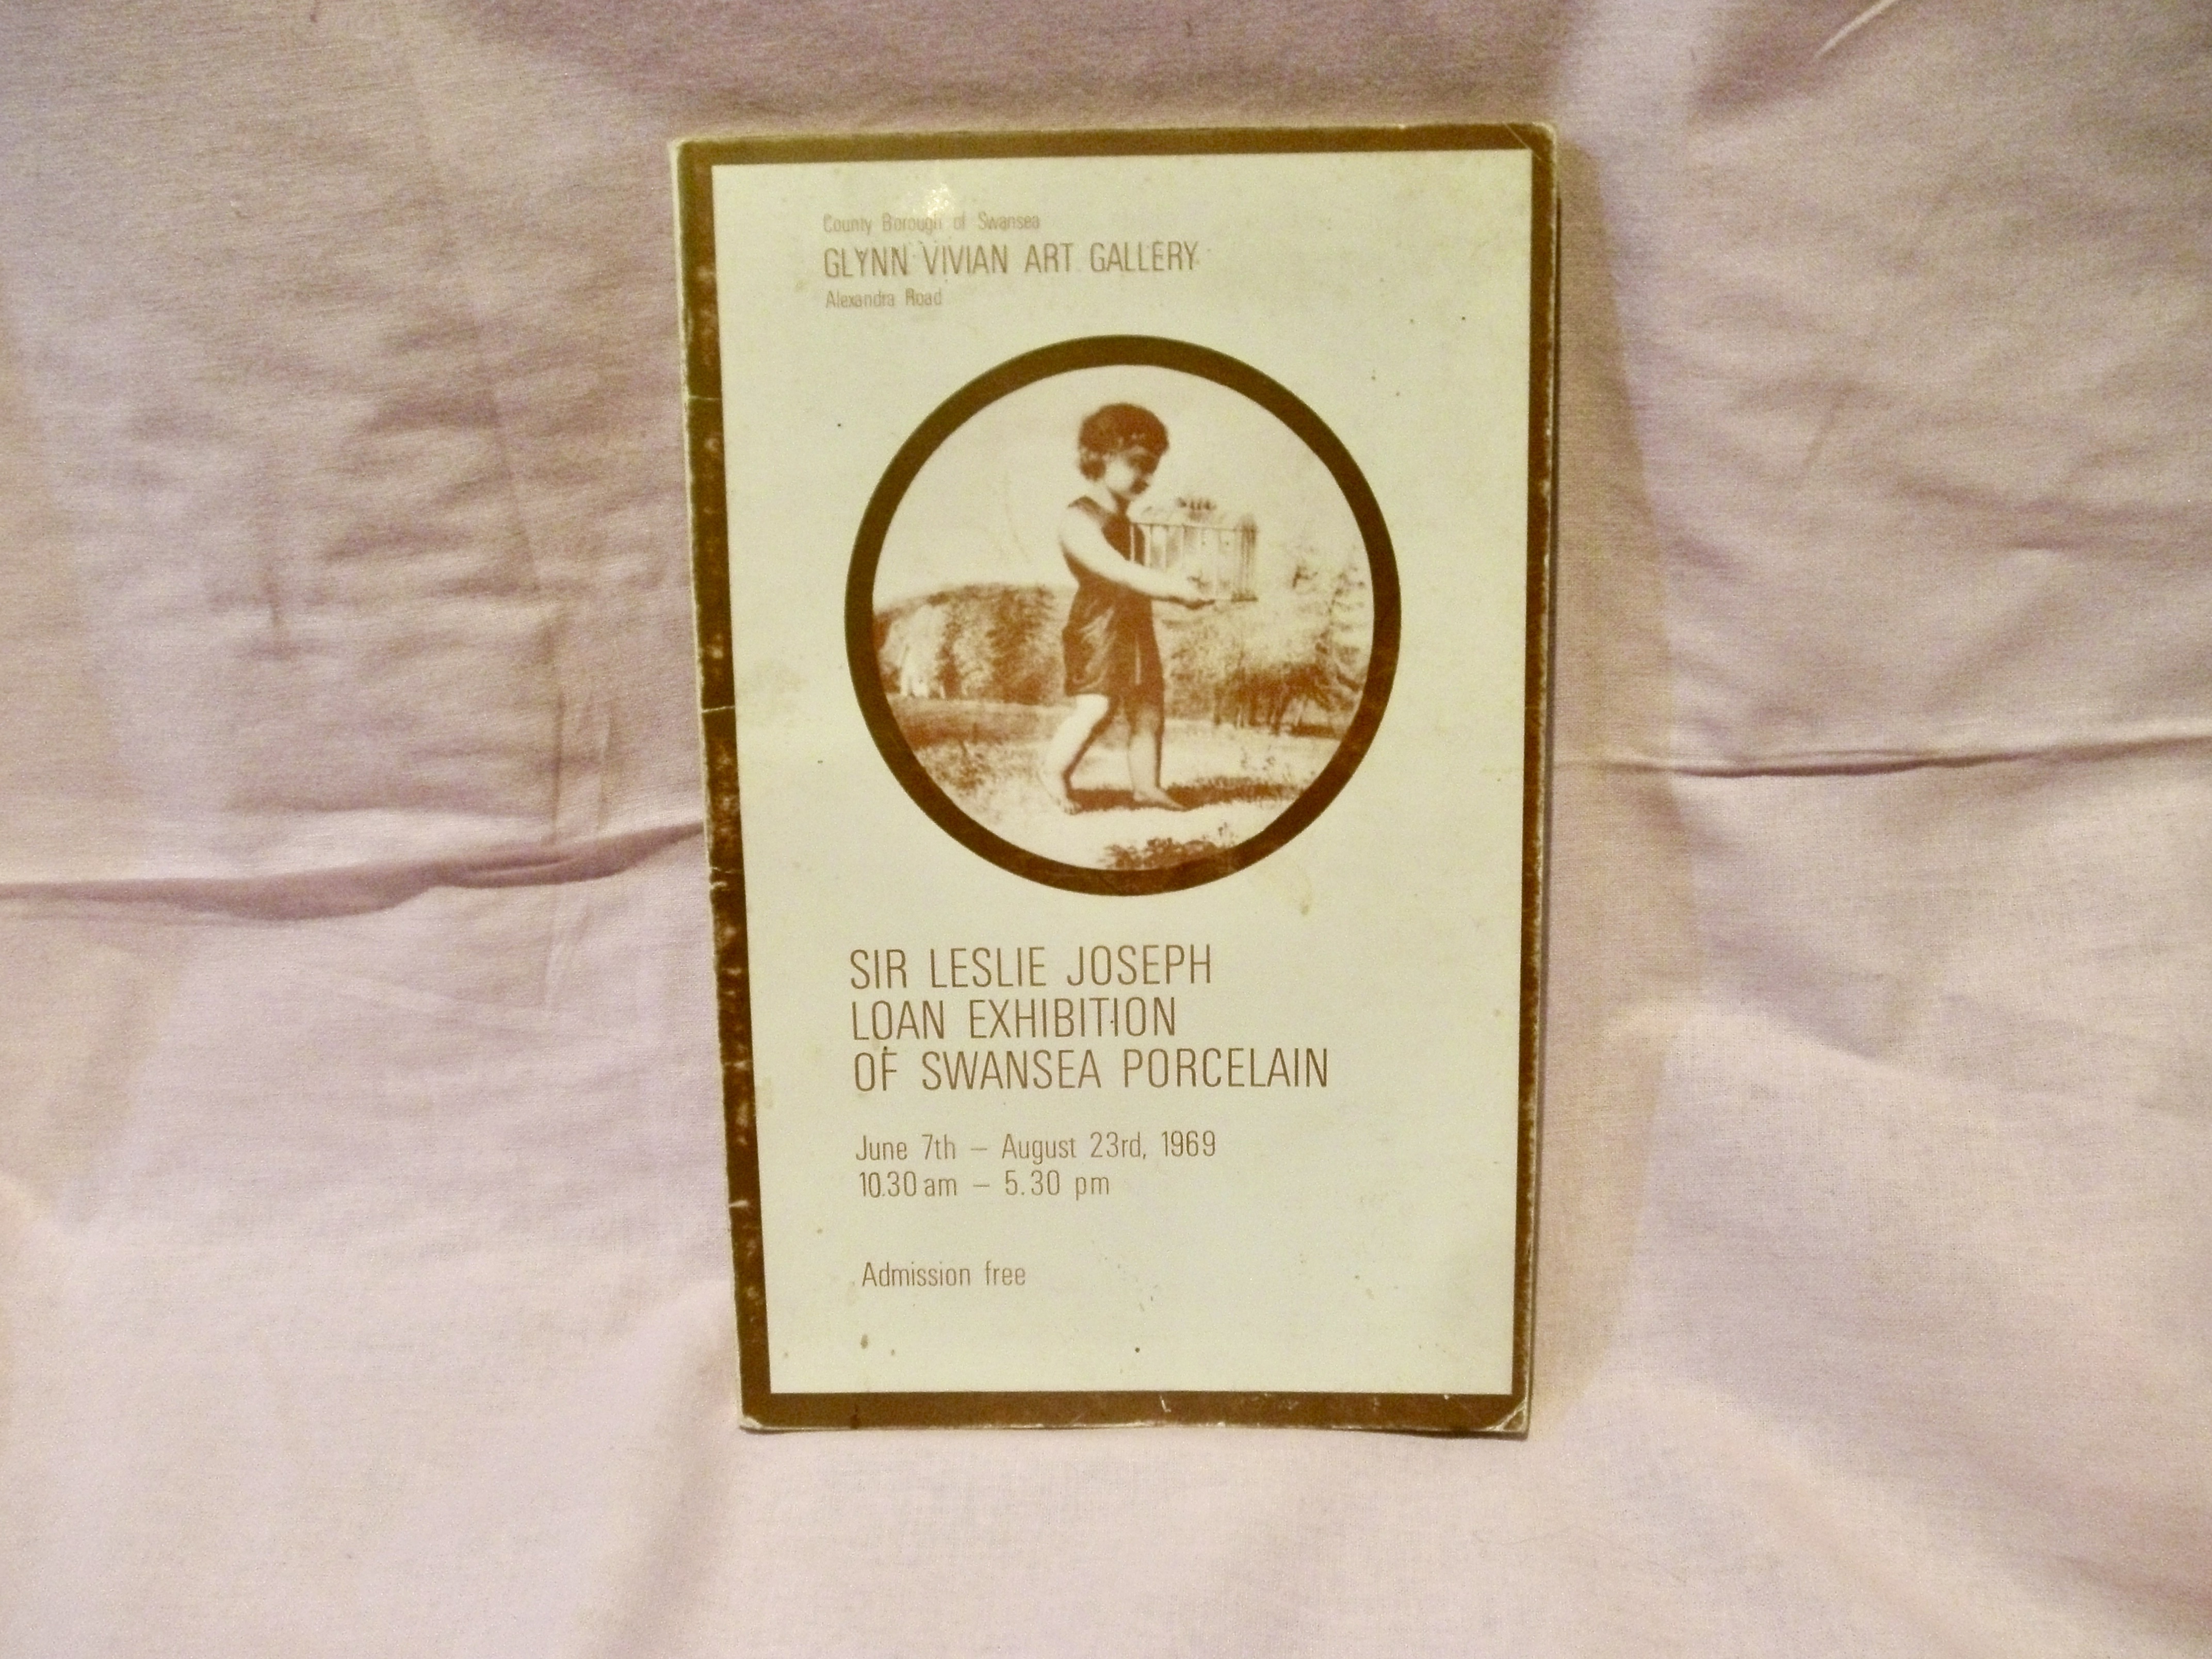 County Borough of Swansea
GLYNN VIVIAN ART GALLERY
Alexandra Road
SIR LESLIE JOSEPH
LOAN EXHIBITION
OF SWANSEA PORCELAIN
June 7th – August 23rd, 1969
10.30 am – 5.30 pm
Admission free